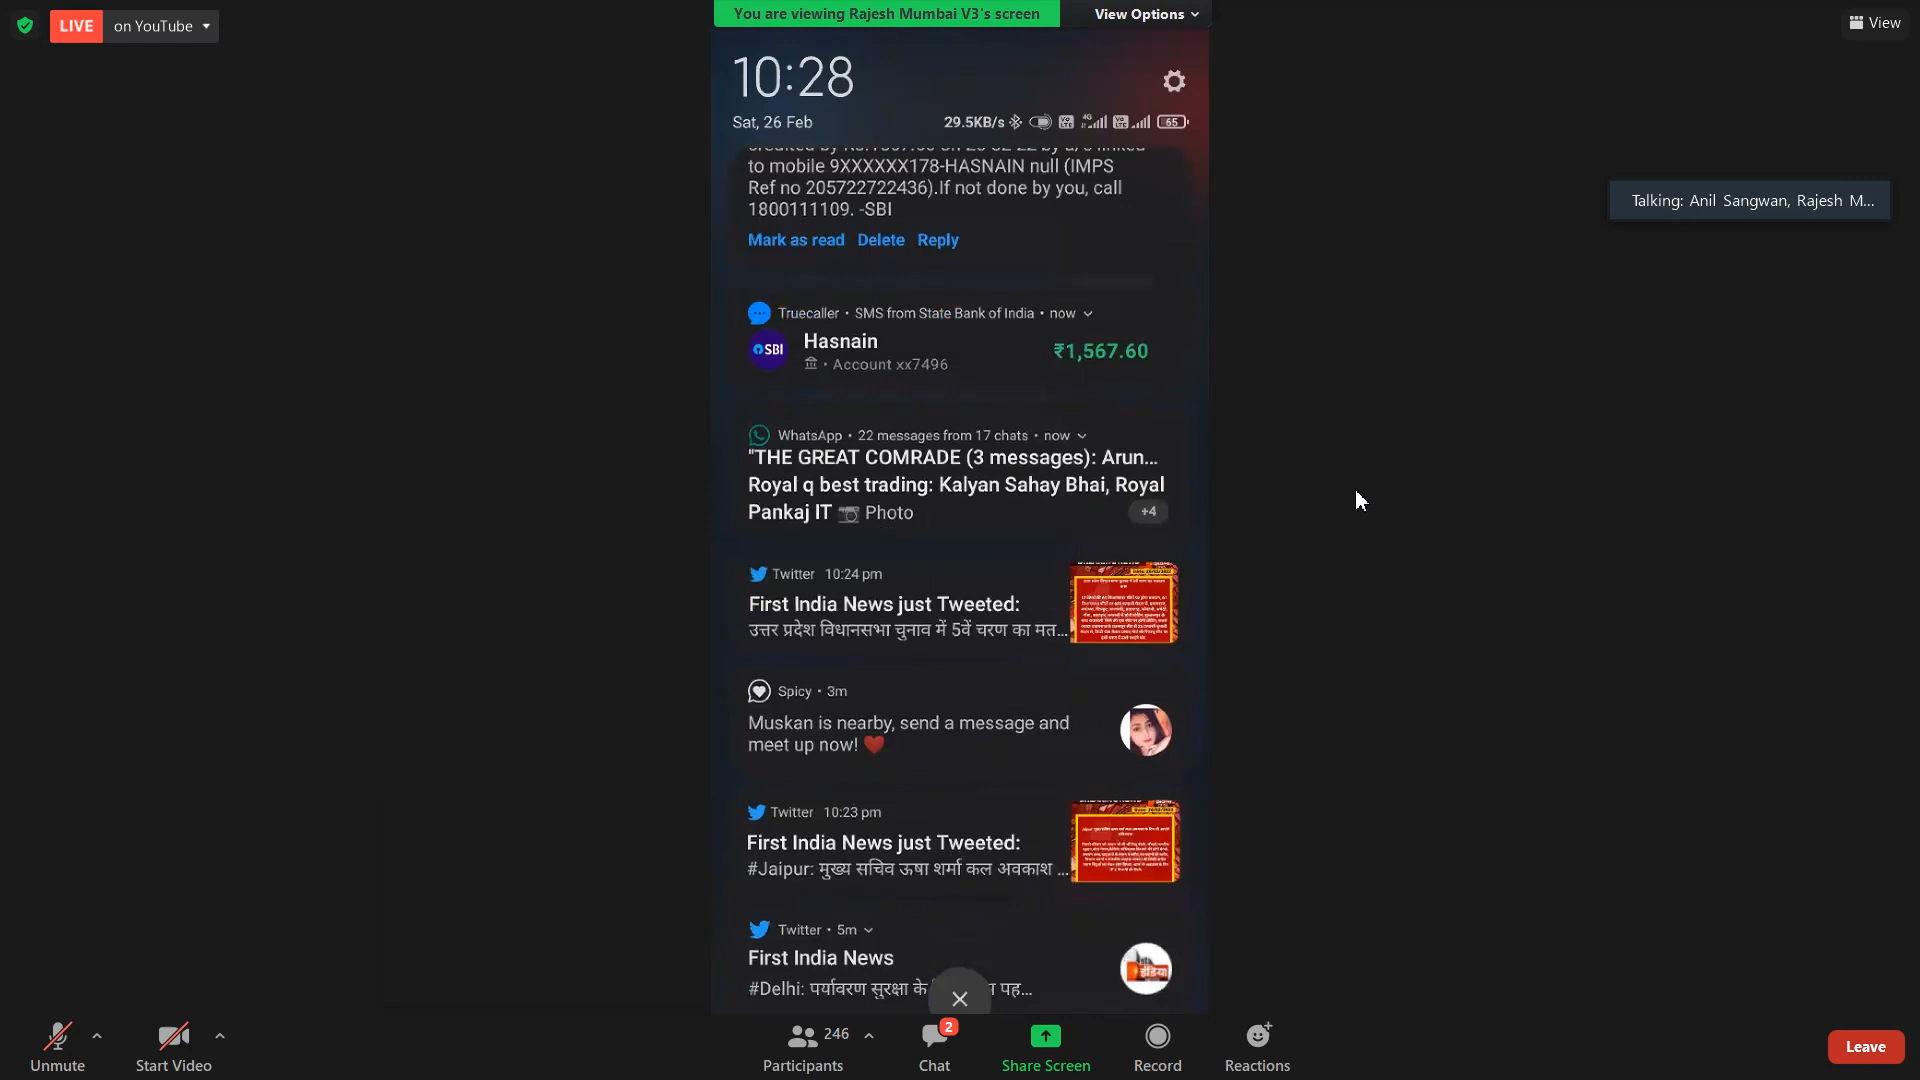 LIVE on YouTube
You are viewing Rajesh Mumbai V3's screen
View Options
View
10:28
Sat, 26 Feb
29.5KB/s
4G
65
Talking: Anil Sangwan, Rajesh M...
to mobile 9XXXXXX178-HASNAIN null (IMPS
Ref no 205722722436).If not done by you, call
1800111109. -SBI
Mark as read Delete Reply
Truecaller • SMS from State Bank of India • now
SBI
Hasnain
₹1,567.60
• Account xx7496
WhatsApp • 22 messages from 17 chats • now
"THE GREAT COMRADE (3 messages): Arun...
Royal q best trading: Kalyan Sahay Bhai, Royal
Pankaj IT 📷 Photo
+4
Twitter 10:24 pm
First India News just Tweeted:
उत्तर प्रदेश विधानसभा चुनाव में 5वें चरण का मत...
Spicy • 3m
Muskan is nearby, send a message and
meet up now! ❤️
Twitter 10:23 pm
First India News just Tweeted:
#Jaipur: मुख्य सचिव ऊषा शर्मा कल अवकाश ...
Twitter • 5m
First India News
इंडिया
#Delhi: पर्यावरण सुरक्षा के पह...
Unmute
Start Video
246
Participants
2
Chat
Share Screen
Record
Reactions
Leave